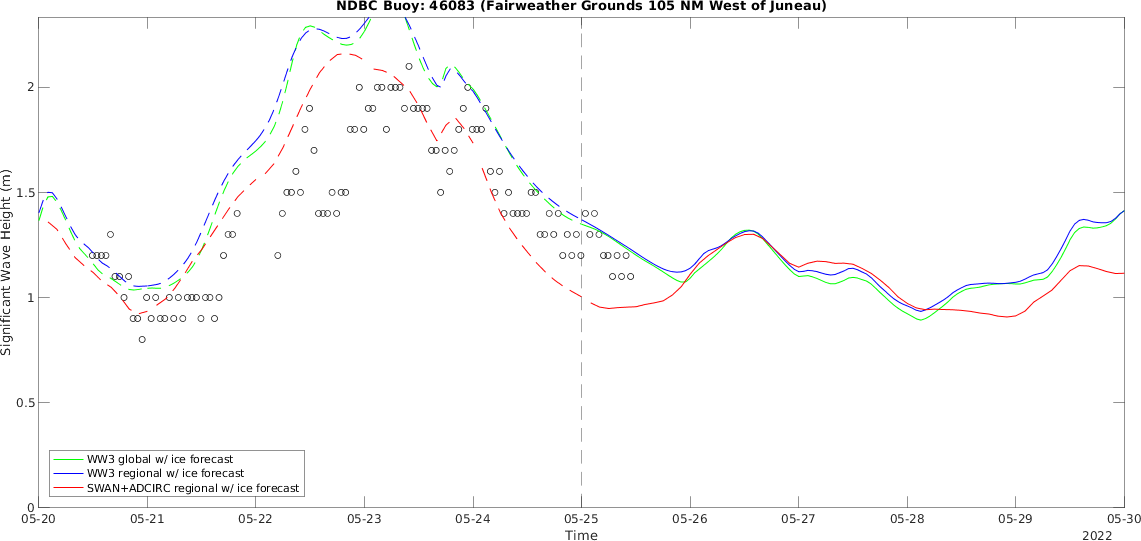 NDBC Buoy: 46083 (Fairweather Grounds 105 NM West of Juneau)
Significant Wave Height (m)
2
1.5
1
0.5
0
WW3 global w/ ice forecast
WW3 regional w/ ice forecast
SWAN+ADCIRC regional w/ ice forecast
05-20 05-21 05-22 05-23 05-24 05-25 05-26 05-27 05-28 05-29 05-30
Time
2022